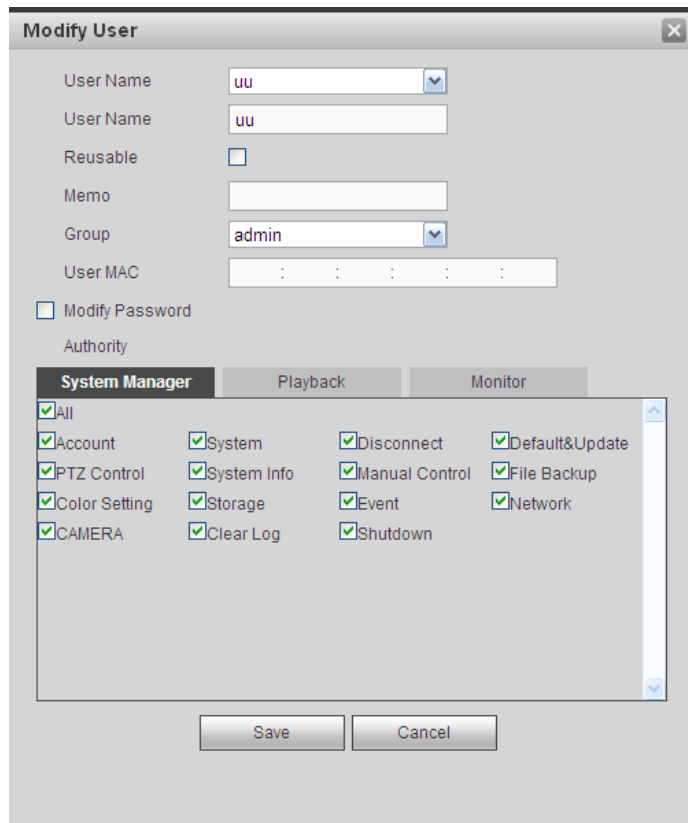 Modify User
User Name uu
User Name uu
Reusable
Memo
Group admin
User MAC : : : : :
Modify Password
Authority
System Manager Playback Monitor
All
Account System Disconnect Default&Update
PTZ Control System Info Manual Control File Backup
Color Setting Storage Event Network
CAMERA Clear Log Shutdown
Save Cancel